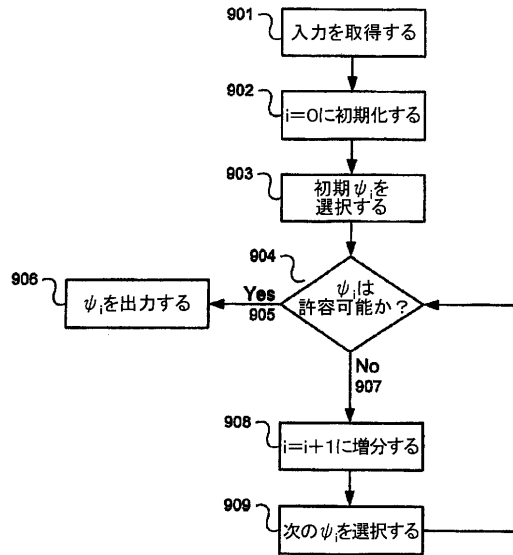 901
入力を取得する
902
i=0に初期化する
903
初期ψiを
選択する
904
ψiは
許容可能か?
906
ψiを出力する
Yes
905
No
907
908
i=i+1に増分する
909
次のψiを選択する